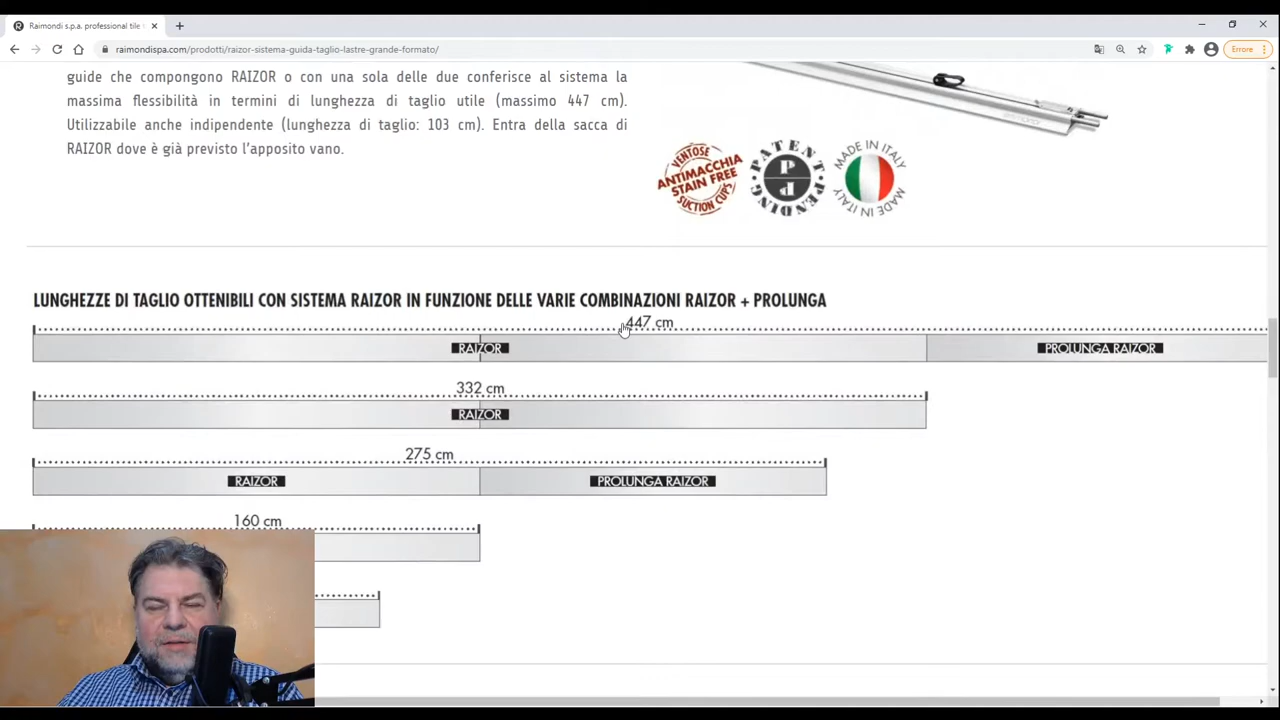 Raimondi s.p.a. professional tile
raimondispa.com/prodotti/raizor-sistema-guida-taglio-lastre-grande-formato/
Errore
guide che compongono RAIZOR o con una sola delle due conferisce al sistema la
massima flessibilità in termini di lunghezza di taglio utile (massimo 447 cm).
Utilizzabile anche indipendente (lunghezza di taglio: 103 cm). Entra della sacca di
RAIZOR dove è già previsto l'apposito vano.
VENTOSE
ANTIMACCHIA
STAIN FREE
SUCTION CUPS
PATENT
PENDING
MADE IN ITALY
MADE IN ITALY
LUNGHEZZE DI TAGLIO OTTENIBILI CON SISTEMA RAIZOR IN FUNZIONE DELLE VARIE COMBINAZIONI RAIZOR + PROLUNGA
447 cm
RAIZOR
PROLUNGA RAIZOR
332 cm
RAIZOR
275 cm
RAIZOR
PROLUNGA RAIZOR
160 cm